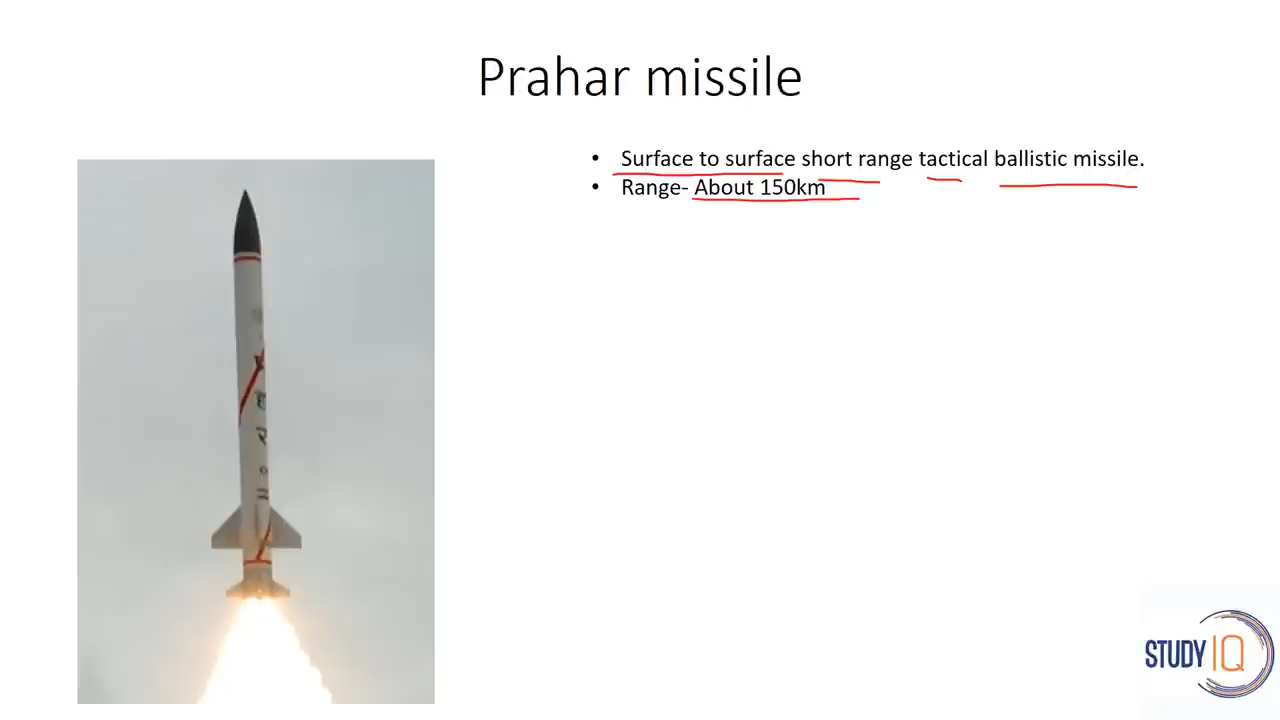 Prahar missile
• Surface to surface short range tactical ballistic missile.
• Range- About 150km
STUDY IQ